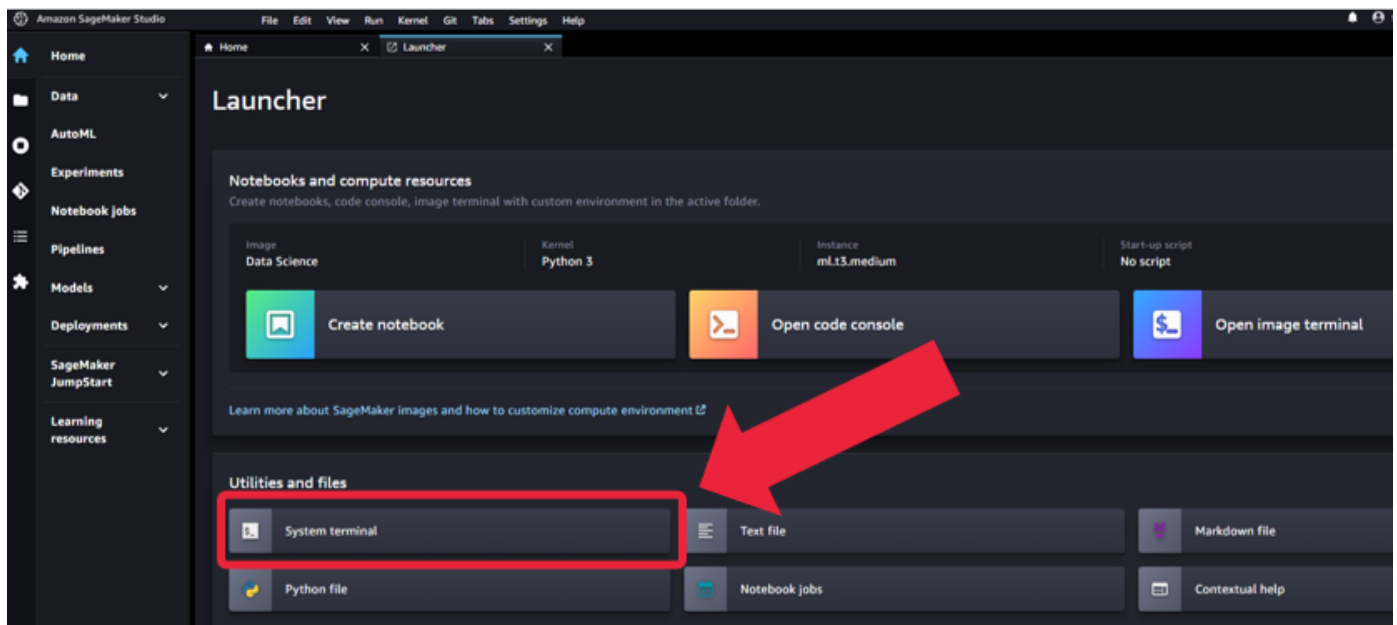 Amazon SageMaker Studio File Edit View Run Kernel Git Tabs Settings Help
Home
Data
AutoML
Experiments
Notebook jobs
Pipelines
Models
Deployments
SageMaker
JumpStart
Learning
resources
Home X Launcher X
Launcher
Notebooks and compute resources
Create notebooks, code console, image terminal with custom environment in the active folder.
Image Kernel Instance Start-up script
Data Science Python 3 ml.t3.medium No script
Create notebook >_ Open code console $_ Open image terminal
Learn more about SageMaker images and how to customize compute environment
Utilities and files
$_ System terminal Text file Markdown file
Python file Notebook jobs Contextual help